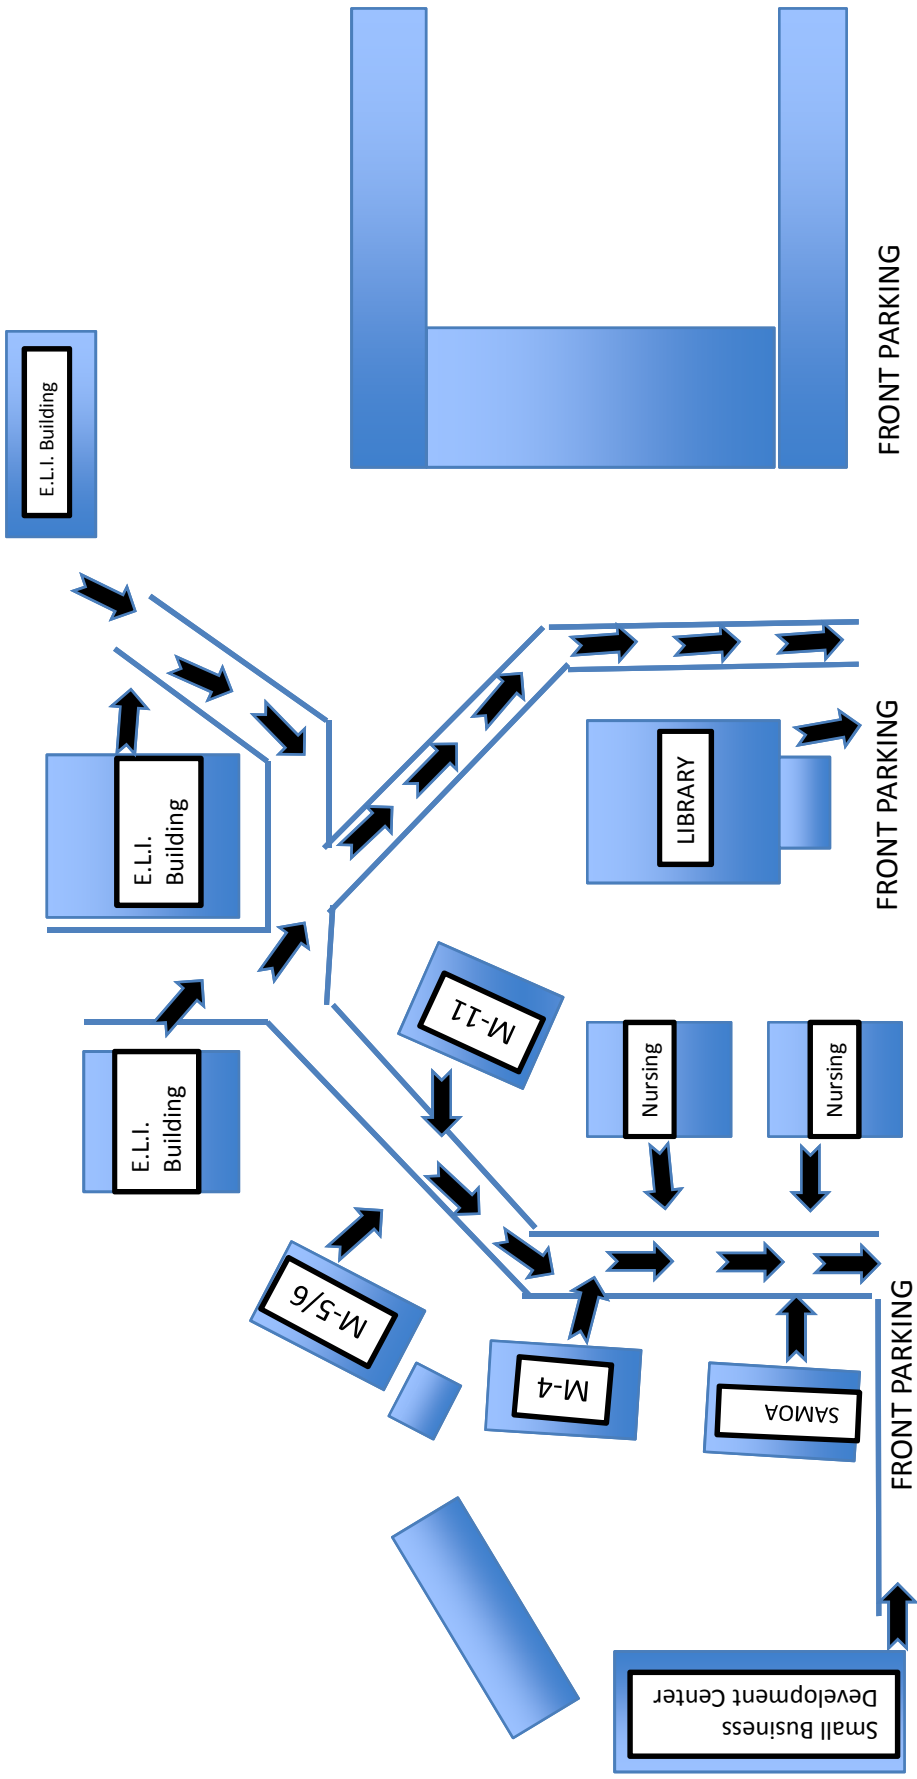 E.L.I. Building
E.L.I.
Building
E.L.I.
Building
M-5/6
M-11
M-4
SAMOA
Small Business
Development Center
Nursing
Nursing
LIBRARY
FRONT PARKING
FRONT PARKING
FRONT PARKING